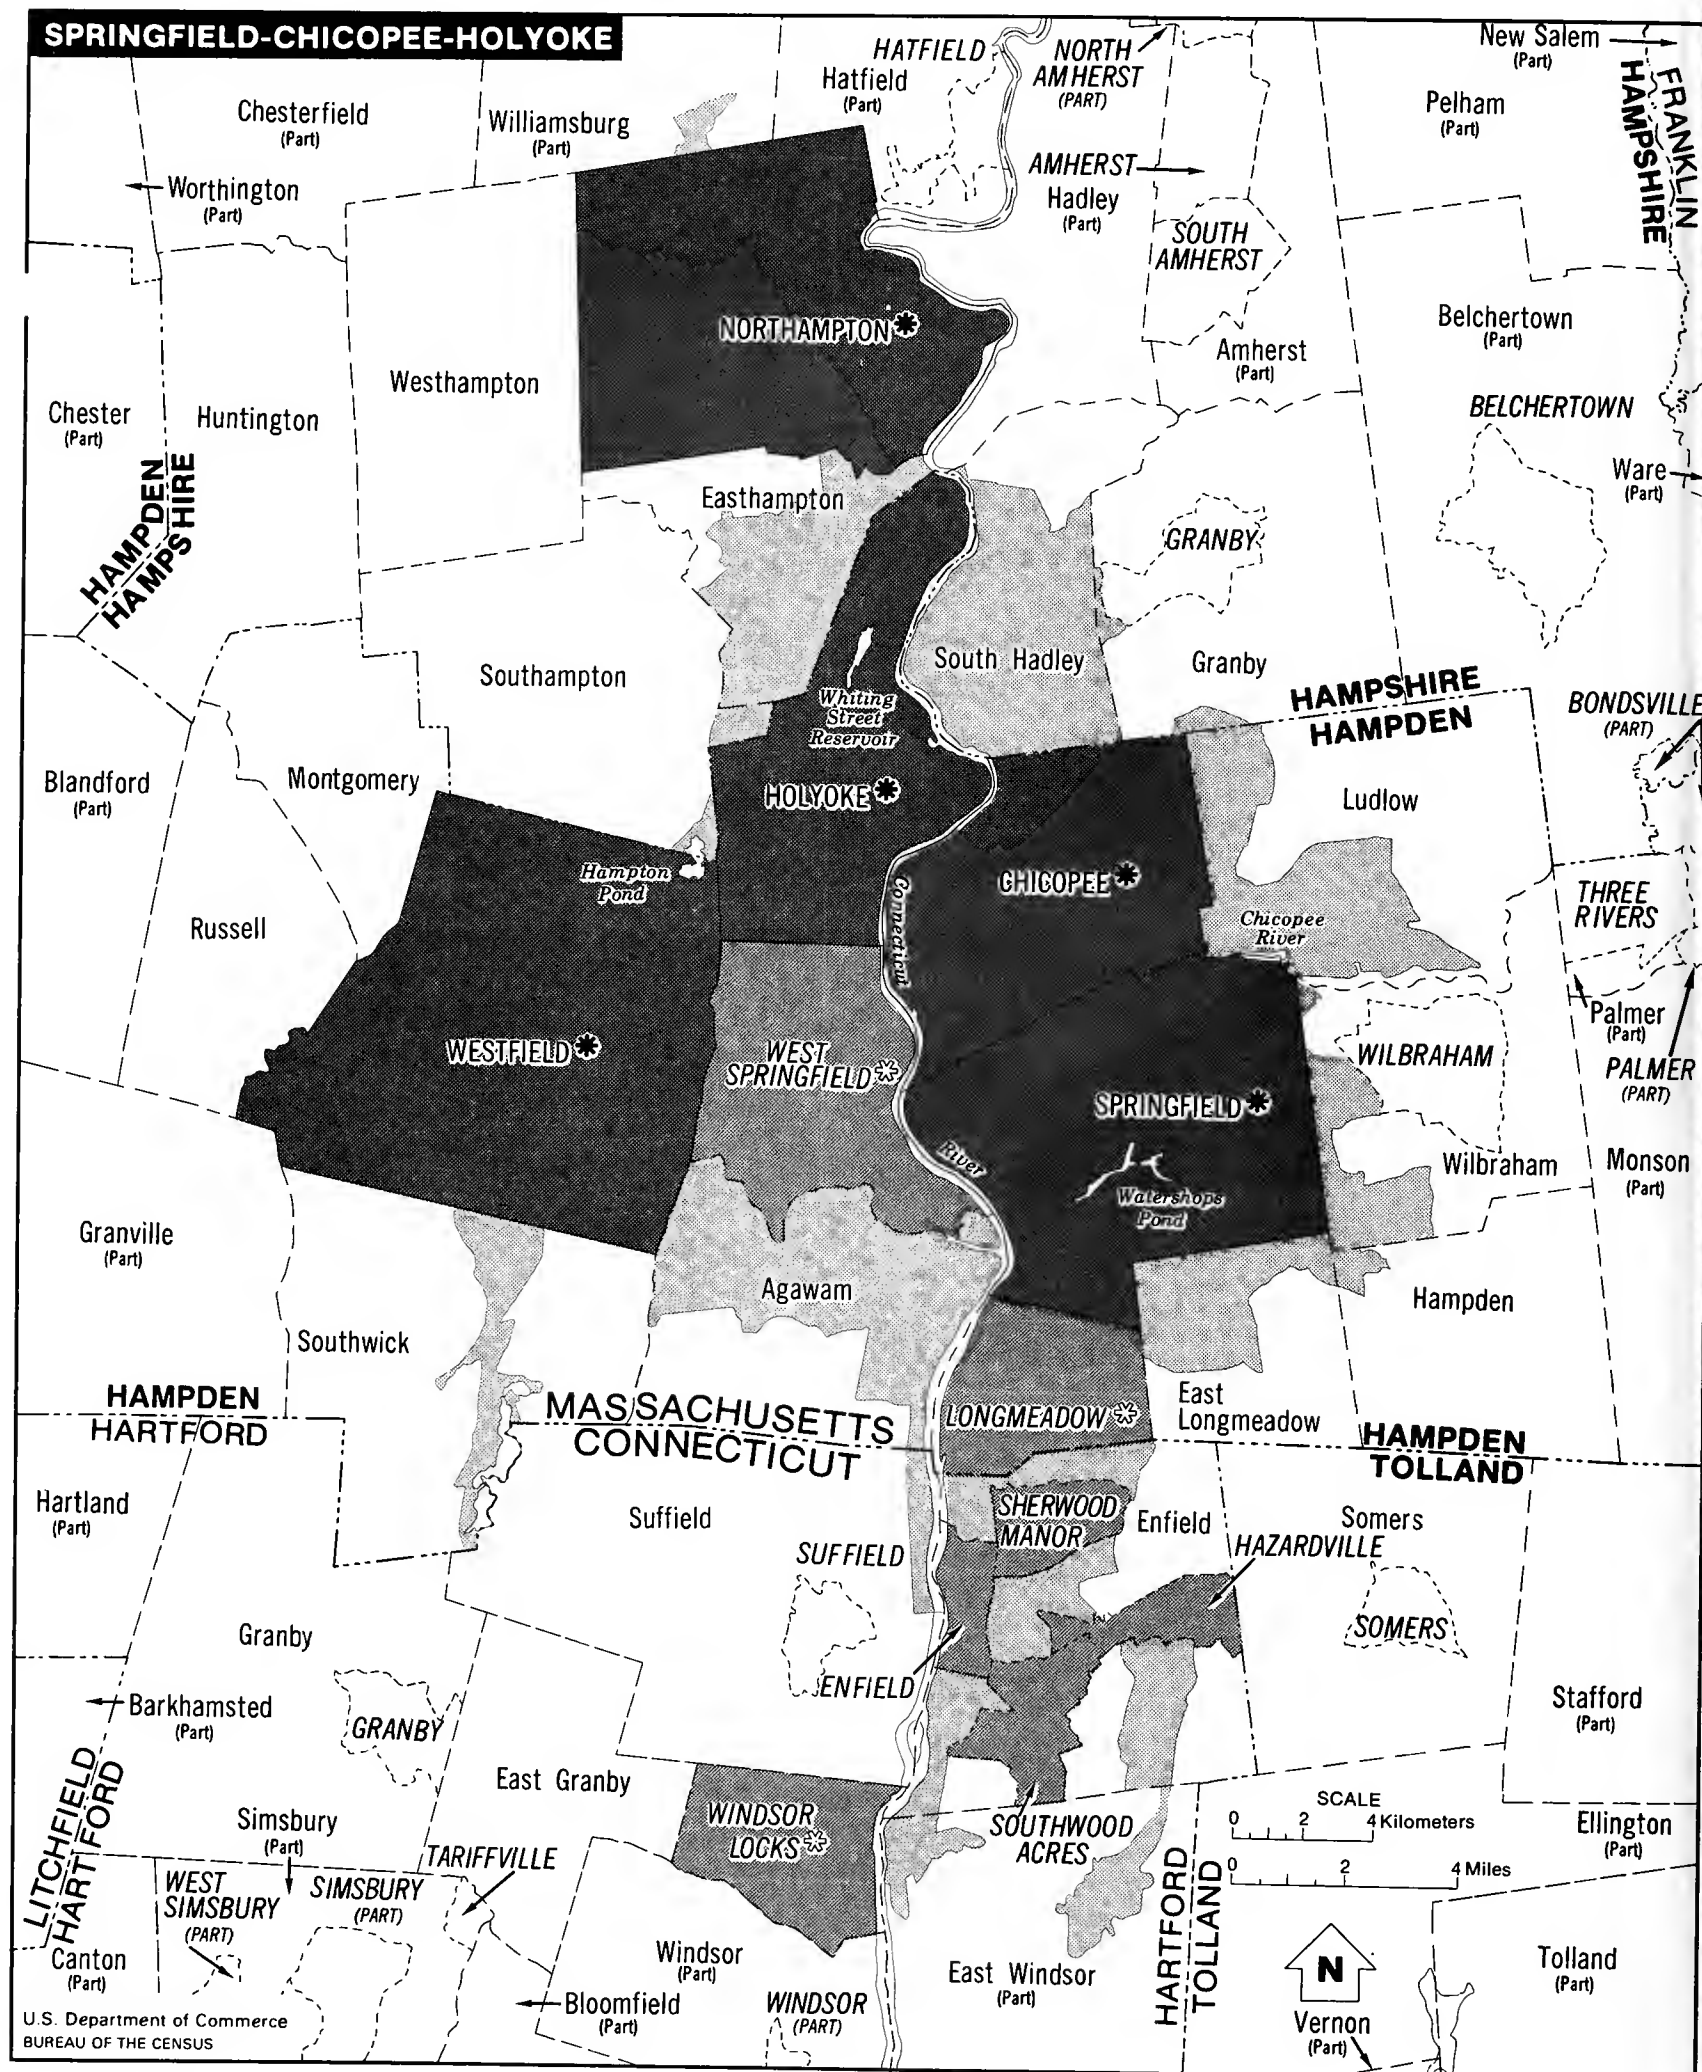 SPRINGFIELD-CHICOPEE-HOLYOKE
HATFIELD
Hatfield
(Part)
NORTH
AMHERST
(PART)
New Salem
(Part)
FRANKLIN
HAMPSHIRE
Chesterfield
(Part)
Williamsburg
(Part)
Pelham
(Part)
Worthington
(Part)
AMHERST
Hadley
(Part)
SOUTH
AMHERST
NORTHAMPTON
Belchertown
(Part)
Amherst
(Part)
Westhampton
Chester
(Part)
Huntington
BELCHERTOWN
Ware
(Part)
HAMPDEN
HAMPSHIRE
Easthampton
GRANBY
Southampton
South Hadley
Granby
HAMPSHIRE
HAMPDEN
BONDSVILLE
(PART)
Whiting
Street
Reservoir
Blandford
(Part)
Montgomery
HOLYOKE
Ludlow
Hampton
Pond
CHICOPEE
Connecticut
Chicopee
River
THREE
RIVERS
Russell
Palmer
(Part)
WESTFIELD
WEST
SPRINGFIELD
WILBRAHAM
PALMER
(PART)
SPRINGFIELD
River
Watershops
Pond
Wilbraham
Monson
(Part)
Granville
(Part)
Agawam
Hampden
Southwick
HAMPDEN
HARTFORD
MASSACHUSETTS
CONNECTICUT
LONGMEADOW
East
Longmeadow
HAMPDEN
TOLLAND
Hartland
(Part)
Suffield
SHERWOOD
MANOR
Enfield
Somers
HAZARDVILLE
SUFFIELD
SOMERS
Granby
ENFIELD
Barkhamsted
(Part)
GRANBY
Stafford
(Part)
LITCHFIELD
HARTFORD
East Granby
Simsbury
(Part)
WINDSOR
LOCKS
SOUTHWOOD
ACRES
SCALE
0 2 4 Kilometers
0 2 4 Miles
Ellington
(Part)
TARIFFVILLE
WEST
SIMSBURY
(PART)
SIMSBURY
(PART)
HARTFORD
TOLLAND
Canton
(Part)
Windsor
(Part)
East Windsor
(Part)
N
Tolland
(Part)
Bloomfield
(Part)
WINDSOR
(PART)
Vernon
(Part)
U.S. Department of Commerce
BUREAU OF THE CENSUS